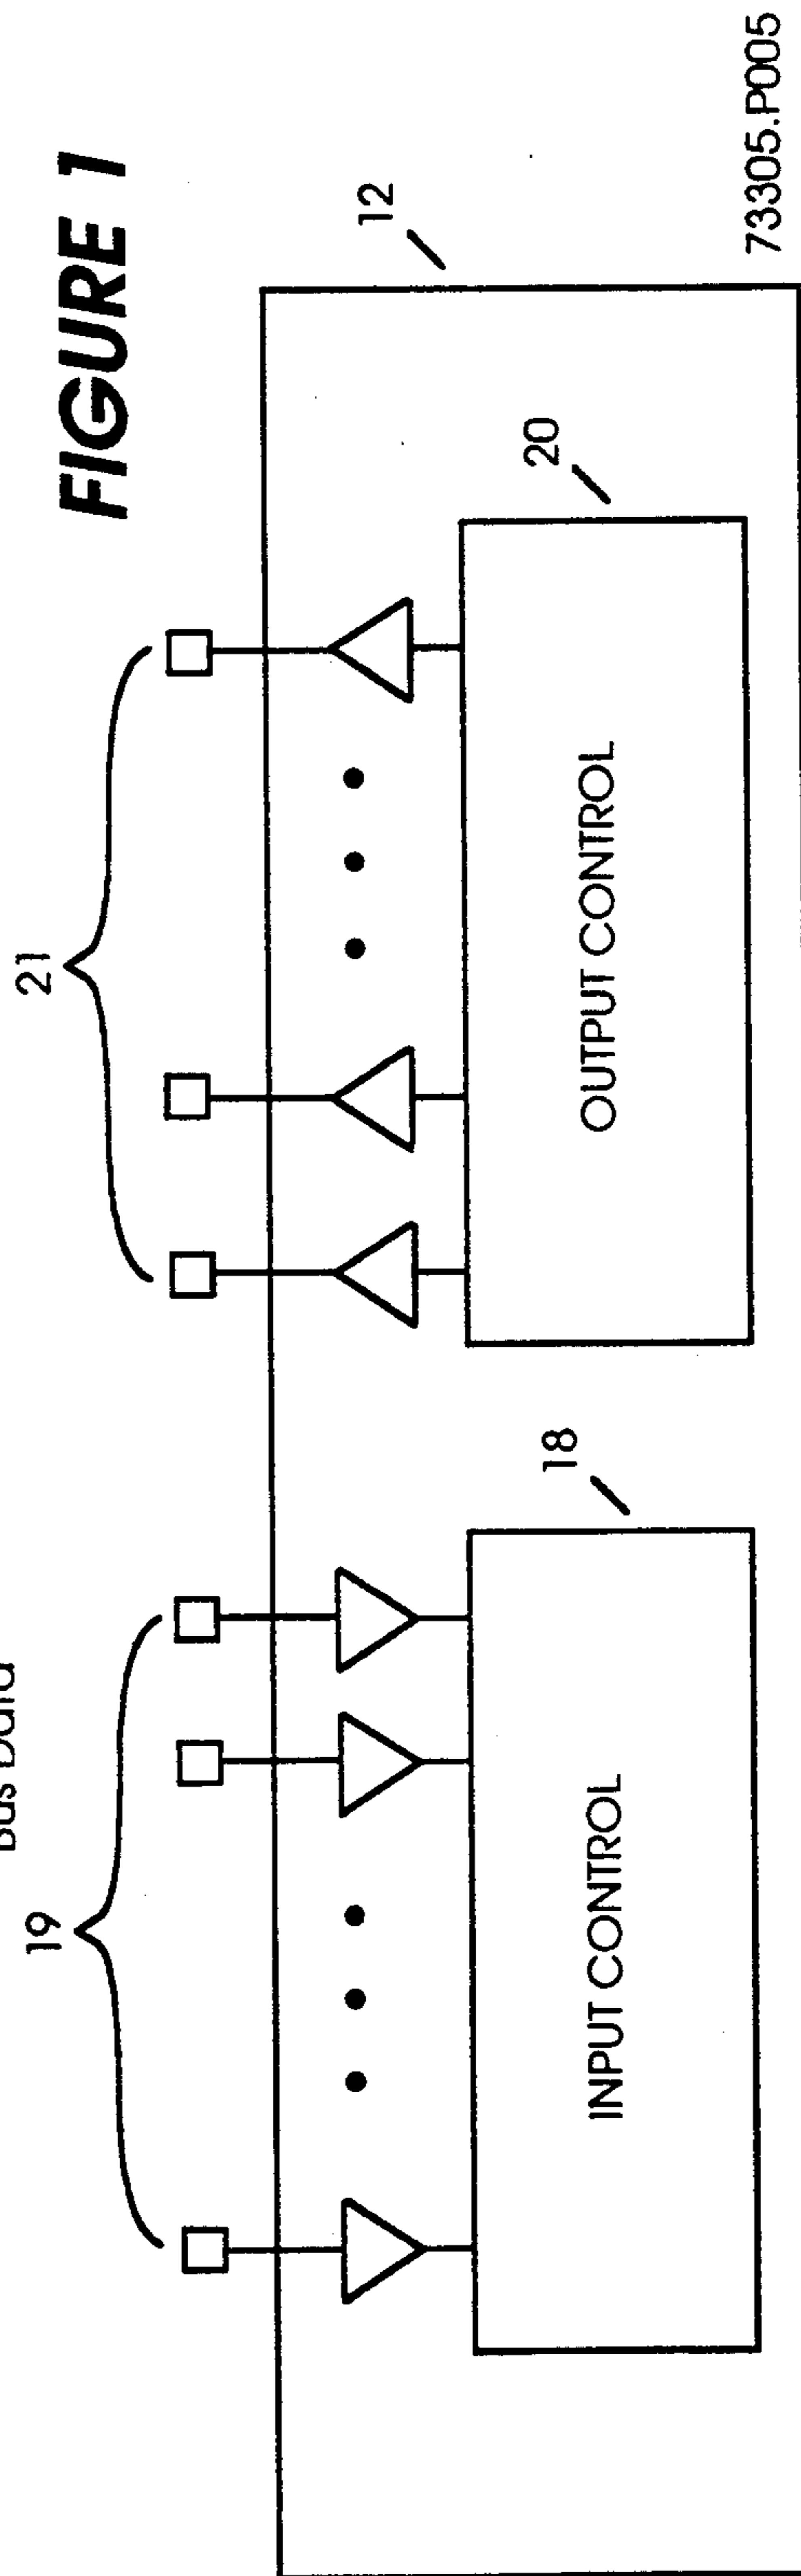 FIGURE 1
21
19
12
20
18
OUTPUT CONTROL
INPUT CONTROL
73305.P005